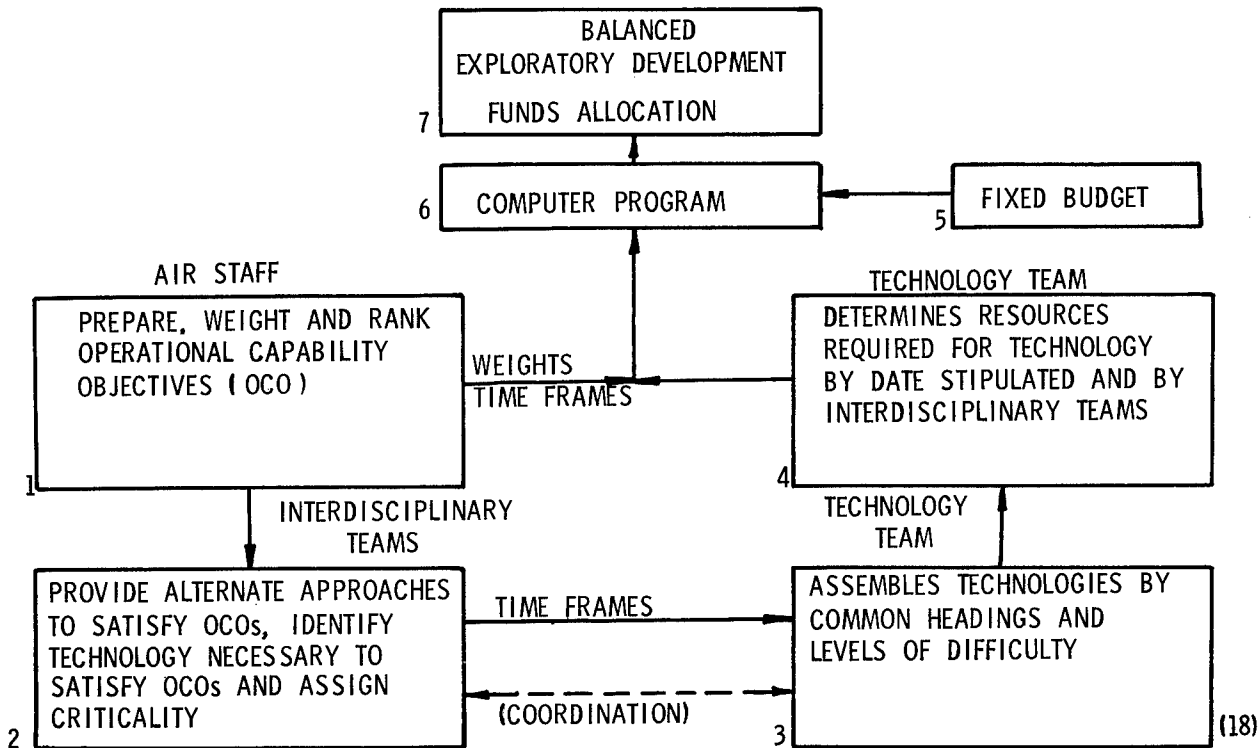 BALANCED
EXPLORATORY DEVELOPMENT
FUNDS ALLOCATION
7
COMPUTER PROGRAM
6
FIXED BUDGET
5
AIR STAFF
PREPARE, WEIGHT AND RANK
OPERATIONAL CAPABILITY
OBJECTIVES (OCO)
1
WEIGHTS
TIME FRAMES
TECHNOLOGY TEAM
DETERMINES RESOURCES
REQUIRED FOR TECHNOLOGY
BY DATE STIPULATED AND BY
INTERDISCIPLINARY TEAMS
4
INTERDISCIPLINARY
TEAMS
TECHNOLOGY
TEAM
PROVIDE ALTERNATE APPROACHES
TO SATISFY OCOs, IDENTIFY
TECHNOLOGY NECESSARY TO
SATISFY OCOs AND ASSIGN
CRITICALITY
2
TIME FRAMES
(COORDINATION)
ASSEMBLES TECHNOLOGIES BY
COMMON HEADINGS AND
LEVELS OF DIFFICULTY
3
(18)